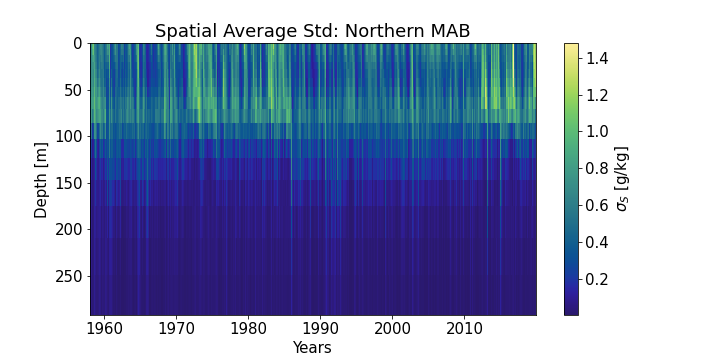 Spatial Average Std: Northern MAB
0
50
100
150
200
250
Depth [m]
1960 1970 1980 1990 2000 2010
Years
1.4
1.2
1.0
0.8
0.6
0.4
0.2
σS [g/kg]